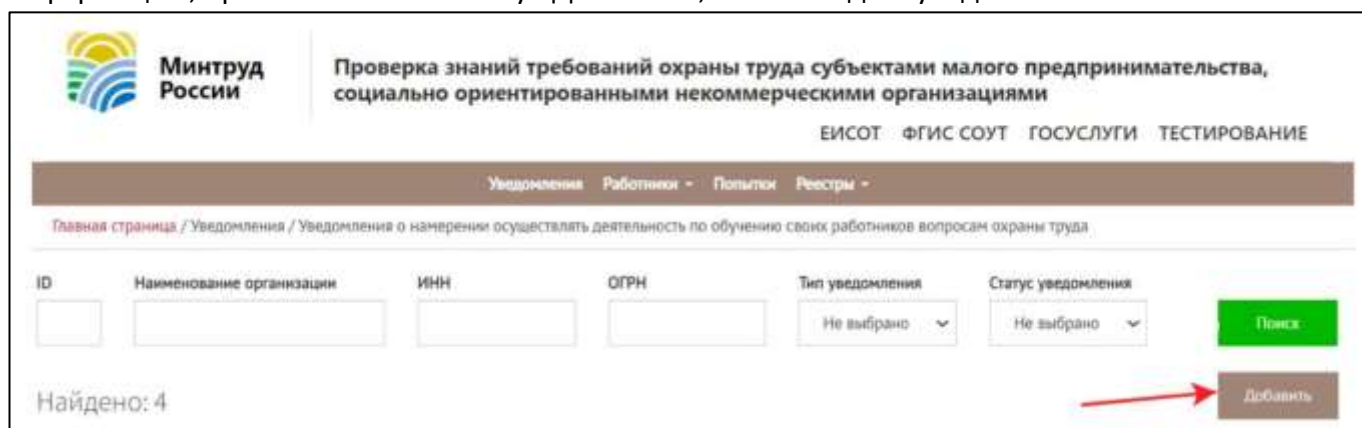 Минтруд
России
Проверка знаний требований охраны труда субъектами малого предпринимательства,
социально ориентированными некоммерческими организациями
ЕИСОТ ФГИС СОУТ ГОСУСЛУГИ ТЕСТИРОВАНИЕ
Уведомления Работники Попытки Реестры
Главная страница / Уведомления / Уведомления о намерении осуществлять деятельность по обучению своих работников вопросам охраны труда
ID Наименование организации ИНН ОГРН Тип уведомления Статус уведомления
Не выбрано Не выбрано Поиск
Найдено: 4 Добавить